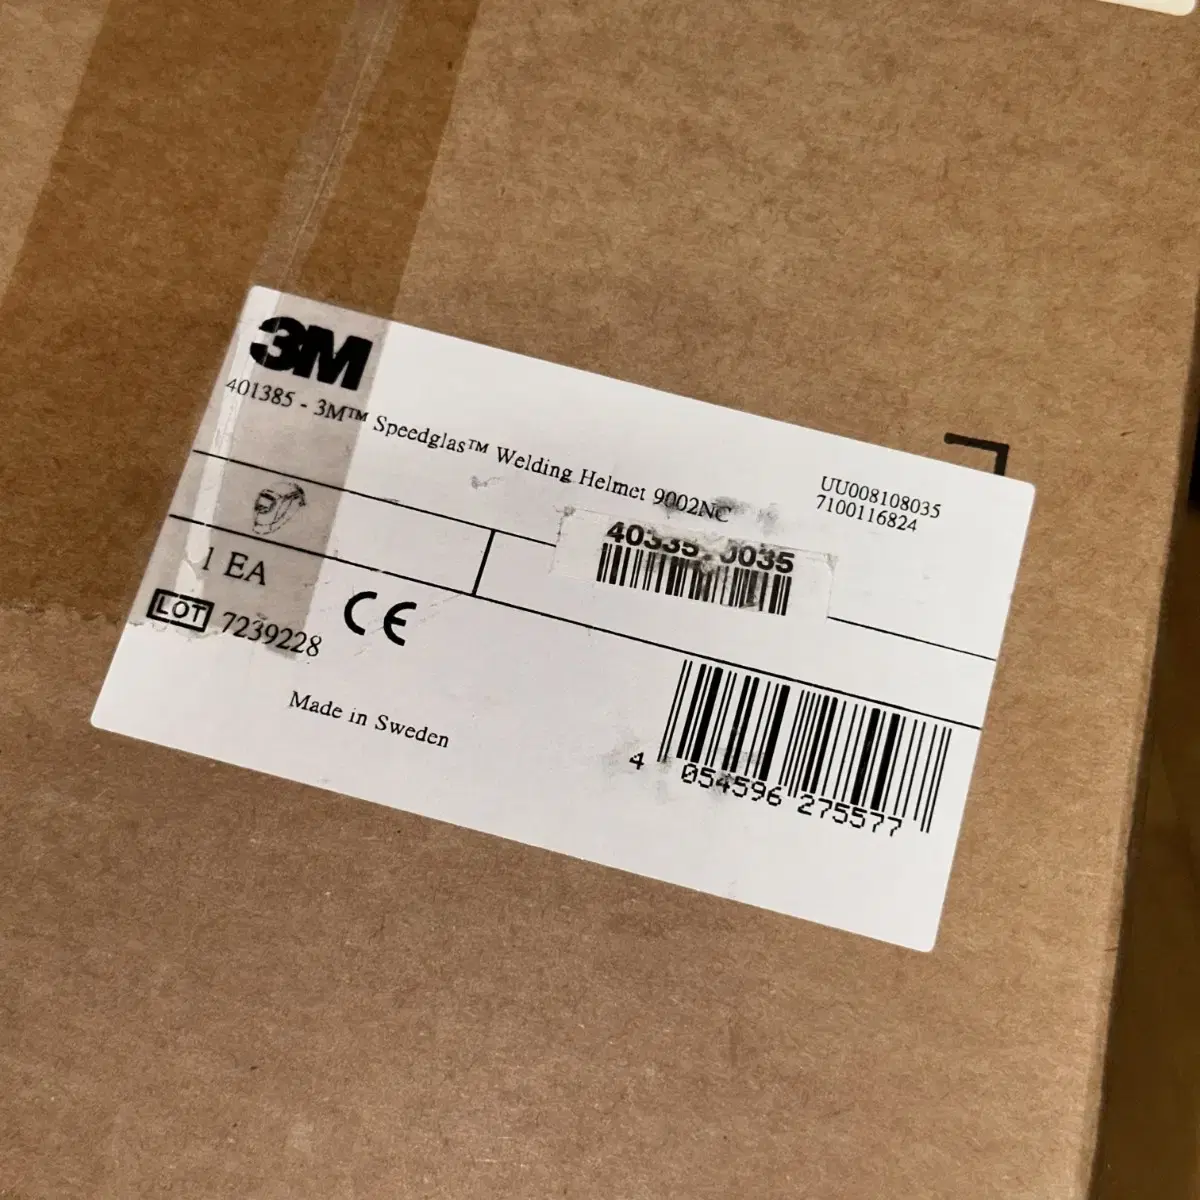 3M
401385 - 3M™ Speedglas™ Welding Helmet 9002NC
UU008108035
7100116824
1 EA
LOT 7239228
CE
Made in Sweden
4 054596 275577